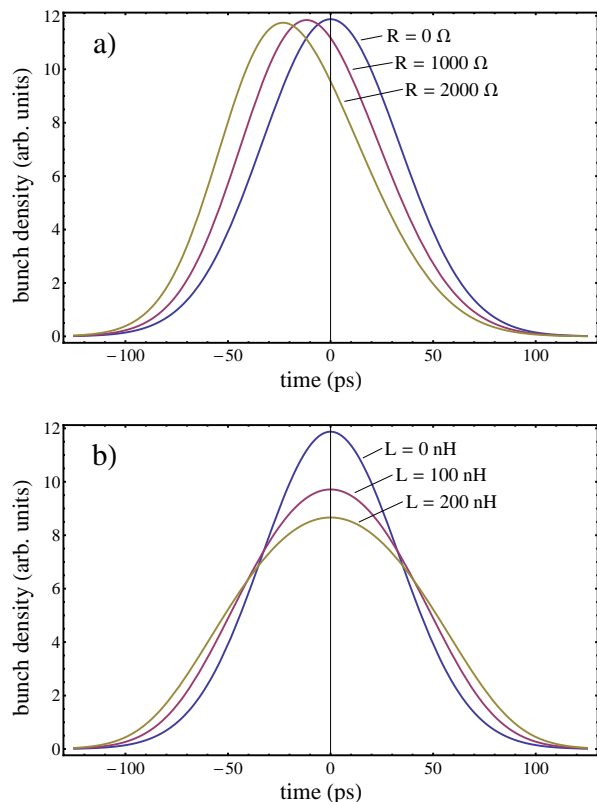 a)
R = 0 Ω
R = 1000 Ω
R = 2000 Ω
bunch density (arb. units)
12
10
8
6
4
2
0
−100
−50
0
50
100
time (ps)
b)
L = 0 nH
L = 100 nH
L = 200 nH
bunch density (arb. units)
12
10
8
6
4
2
0
−100
−50
0
50
100
time (ps)